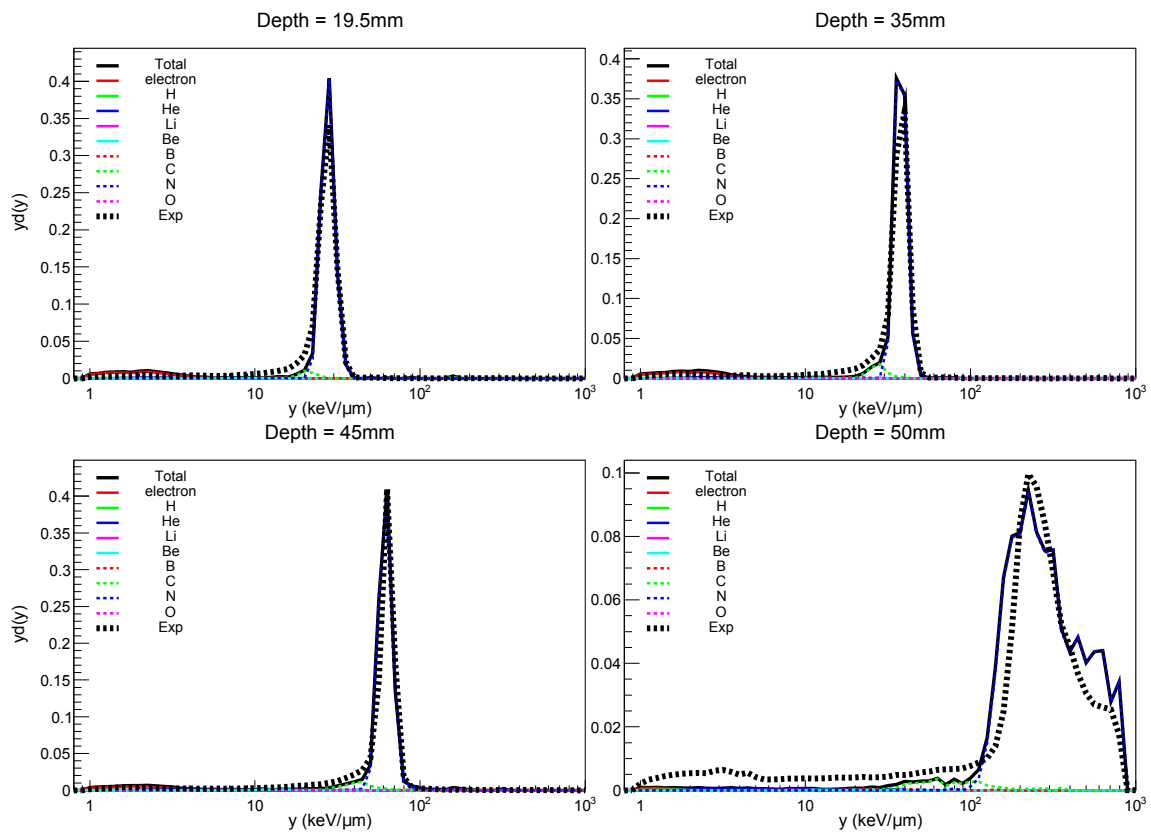 Depth = 19.5mm
yd(y)
0.4
0.35
0.3
0.25
0.2
0.15
0.1
0.05
0
Total
electron
H
He
Li
Be
B
C
N
O
Exp
1
10
10²
10³
y (keV/µm)
Depth = 35mm
0.4
0.35
0.3
0.25
0.2
0.15
0.1
0.05
0
Total
electron
H
He
Li
Be
B
C
N
O
Exp
1
10
10²
10³
y (keV/µm)
Depth = 45mm
yd(y)
0.4
0.35
0.3
0.25
0.2
0.15
0.1
0.05
0
Total
electron
H
He
Li
Be
B
C
N
O
Exp
1
10
10²
10³
y (keV/µm)
Depth = 50mm
0.1
0.08
0.06
0.04
0.02
0
Total
electron
H
He
Li
Be
B
C
N
O
Exp
1
10
10²
10³
y (keV/µm)